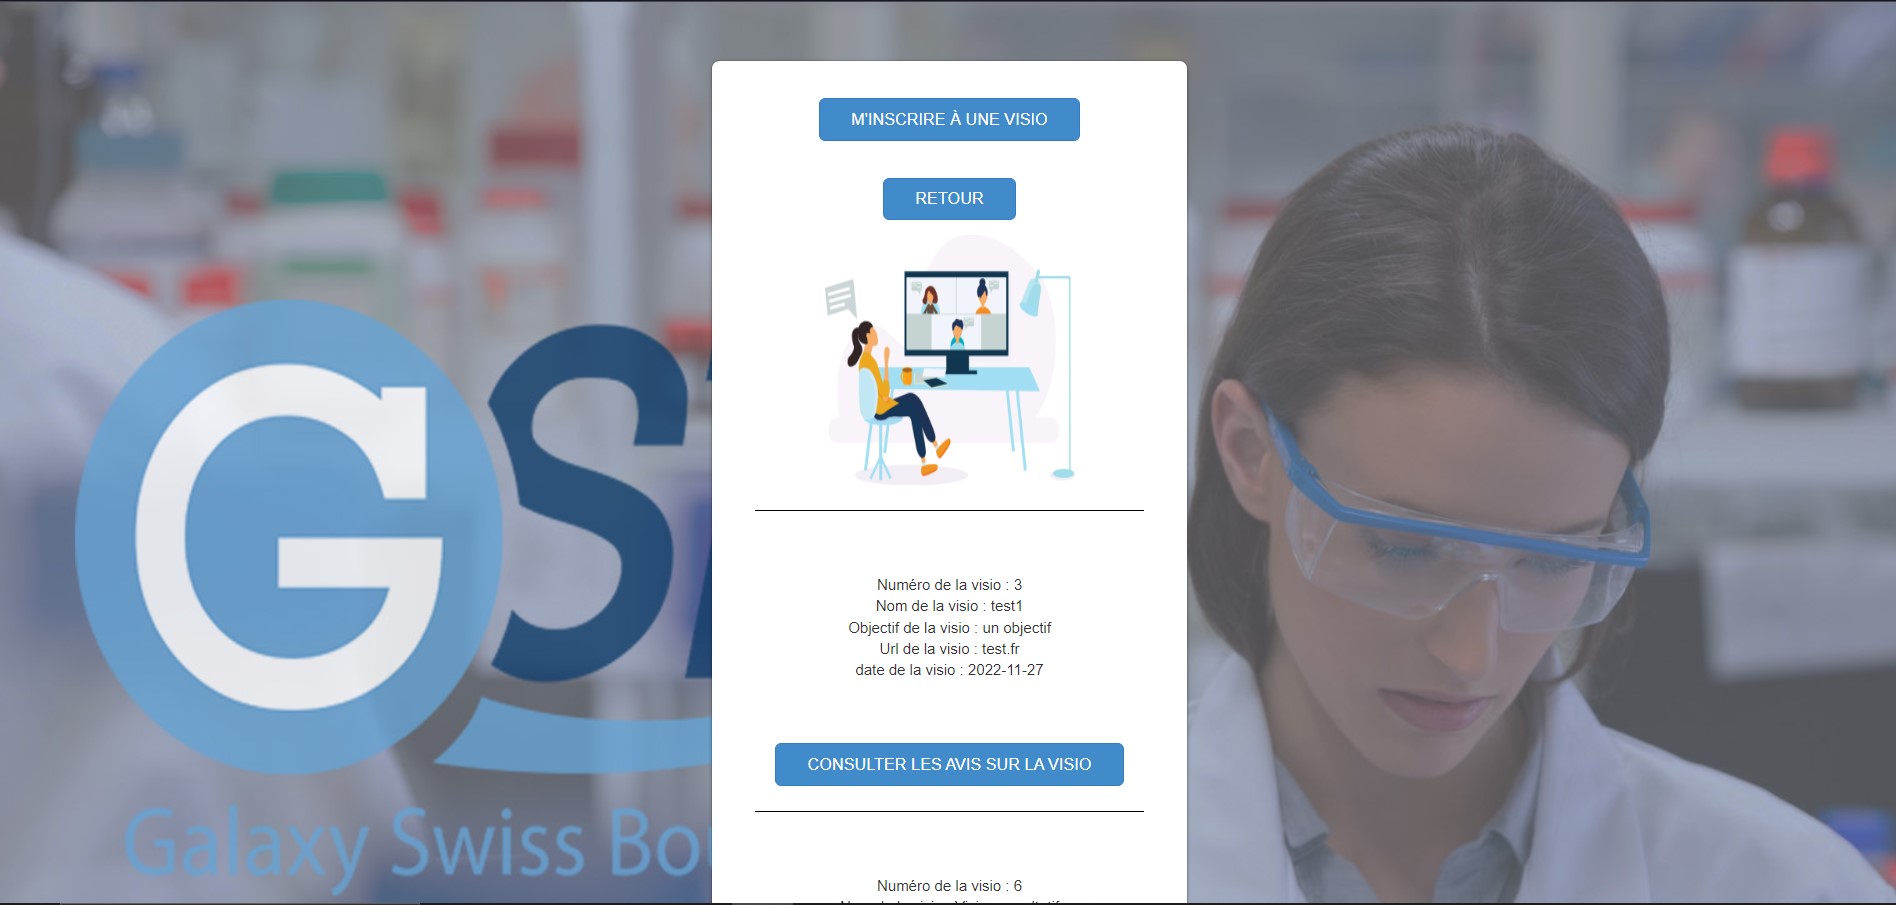 M'INSCRIRE À UNE VISIO
RETOUR
GS
Galaxy Swiss Bou
Numéro de la visio : 3
Nom de la visio : test1
Objectif de la visio : un objectif
Url de la visio : test.fr
date de la visio : 2022-11-27
CONSULTER LES AVIS SUR LA VISIO
Numéro de la visio : 6